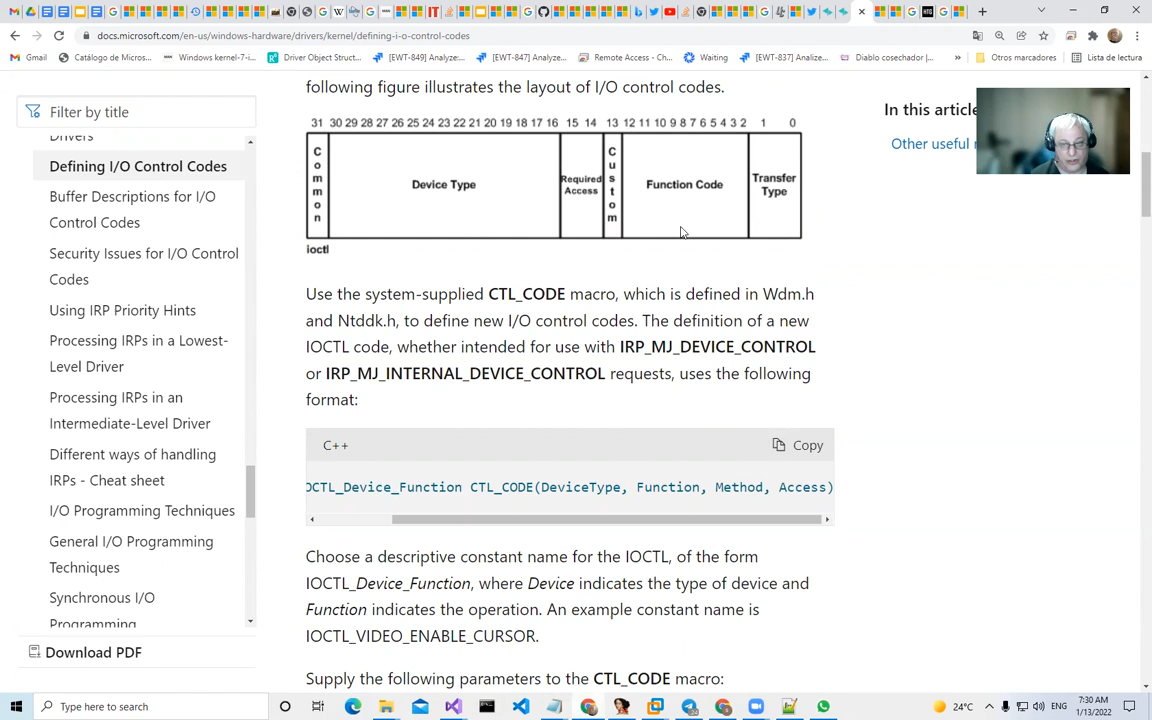 docs.microsoft.com/en-us/windows-hardware/drivers/kernel/defining-i-o-control-codes
Gmail
Catálogo de Micros...
Windows kernel-7-i...
Driver Object Struct...
[EWT-849] Analyze:...
[EWT-847] Analyze...
Remote Access - Ch...
Waiting
[EWT-837] Analize...
Diablo cosechador |...
»
Otros marcadores
Lista de lectura
Filter by title
Drivers
Defining I/O Control Codes
Buffer Descriptions for I/O
Control Codes
Security Issues for I/O Control
Codes
Using IRP Priority Hints
Processing IRPs in a Lowest-
Level Driver
Processing IRPs in an
Intermediate-Level Driver
Different ways of handling
IRPs - Cheat sheet
I/O Programming Techniques
General I/O Programming
Techniques
Synchronous I/O
Programming
Download PDF
following figure illustrates the layout of I/O control codes.
31 30 29 28 27 26 25 24 23 22 21 20 19 18 17 16 15 14 13 12 11 10 9 8 7 6 5 4 3 2 1 0
Common
Device Type
Required
Access
Custom
Function Code
Transfer
Type
ioctl
Use the system-supplied CTL_CODE macro, which is defined in Wdm.h
and Ntddk.h, to define new I/O control codes. The definition of a new
IOCTL code, whether intended for use with IRP_MJ_DEVICE_CONTROL
or IRP_MJ_INTERNAL_DEVICE_CONTROL requests, uses the following
format:
C++
Copy
OCTL_Device_Function CTL_CODE(DeviceType, Function, Method, Access)
Choose a descriptive constant name for the IOCTL, of the form
IOCTL_Device_Function, where Device indicates the type of device and
Function indicates the operation. An example constant name is
IOCTL_VIDEO_ENABLE_CURSOR.
Supply the following parameters to the CTL_CODE macro:
In this article
Other useful
Type here to search
24°C
ENG
7:30 AM
1/13/2022